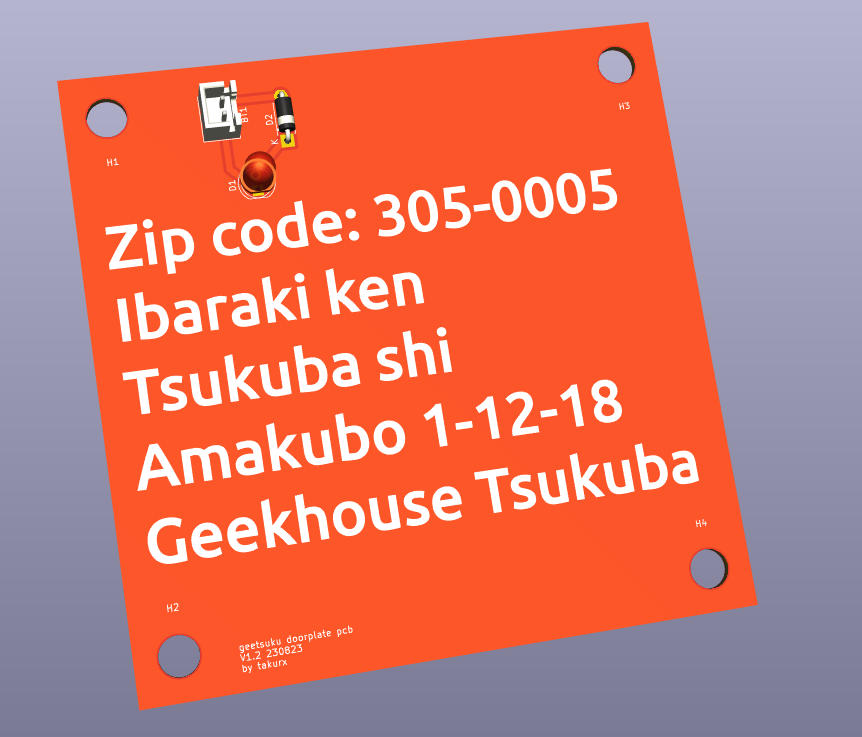 BT1
D2
K
H3
H1
D1
Zip code: 305-0005
Ibaraki ken
Tsukuba shi
Amakubo 1-12-18
Geekhouse Tsukuba
H4
H2
geetsuku doorplate pcb
V1.2 230823
by takurx